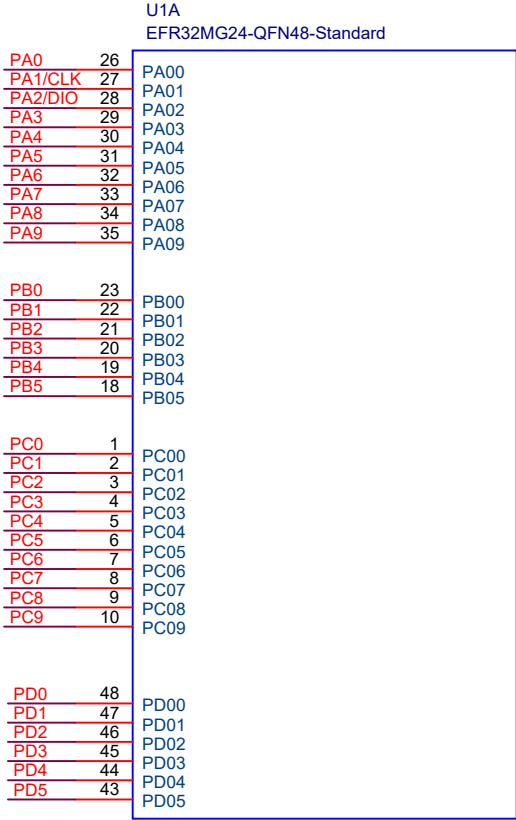 U1A
EFR32MG24-QFN48-Standard
PA0 26 PA00
PA1/CLK 27 PA01
PA2/DIO 28 PA02
PA3 29 PA03
PA4 30 PA04
PA5 31 PA05
PA6 32 PA06
PA7 33 PA07
PA8 34 PA08
PA9 35 PA09
PB0 23 PB00
PB1 22 PB01
PB2 21 PB02
PB3 20 PB03
PB4 19 PB04
PB5 18 PB05
PC0 1 PC00
PC1 2 PC01
PC2 3 PC02
PC3 4 PC03
PC4 5 PC04
PC5 6 PC05
PC6 7 PC06
PC7 8 PC07
PC8 9 PC08
PC9 10 PC09
PD0 48 PD00
PD1 47 PD01
PD2 46 PD02
PD3 45 PD03
PD4 44 PD04
PD5 43 PD05